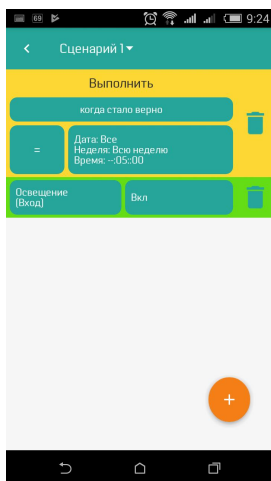 69 9:24
Сценарий 1
Выполнить
когда стало верно
=
Дата: Все
Неделя: Всю неделю
Время: --:05::00
Освещение
(Вход)
Вкл
+